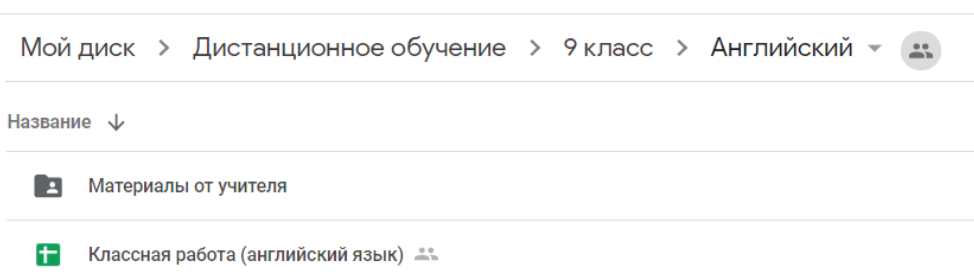 Мой диск > Дистанционное обучение > 9 класс > Английский
Название
Материалы от учителя
Классная работа (английский язык)